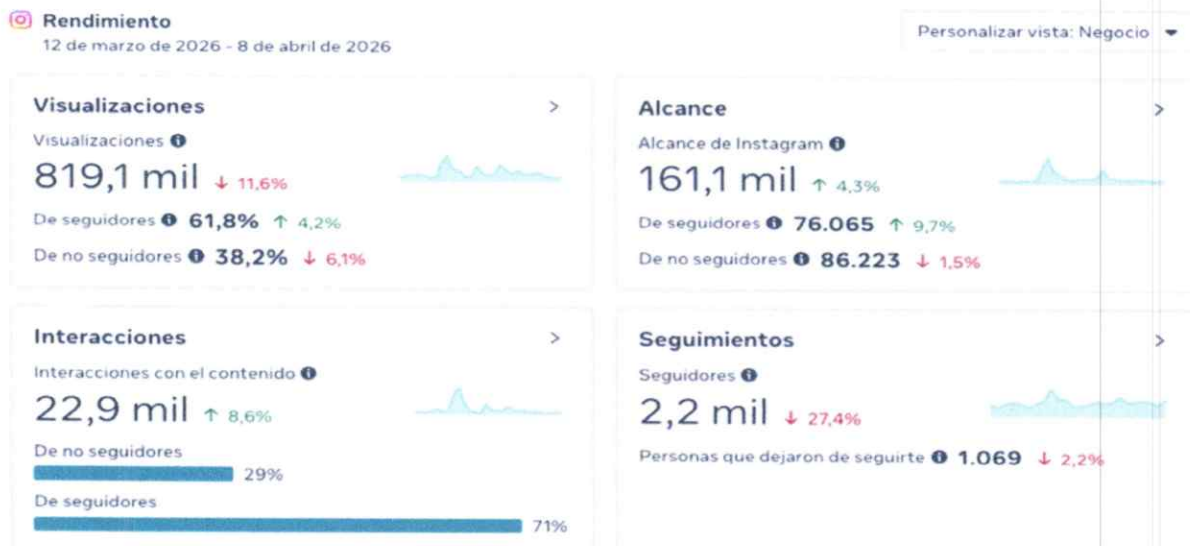 Rendimiento
12 de marzo de 2026 - 8 de abril de 2026
Personalizar vista: Negocio
Visualizaciones
Visualizaciones
819,1 mil ↓ 11,6%
De seguidores 61,8% ↑ 4,2%
De no seguidores 38,2% ↓ 6,1%
Alcance
Alcance de Instagram
161,1 mil ↑ 4,3%
De seguidores 76.065 ↑ 9,7%
De no seguidores 86.223 ↓ 1,5%
Interacciones
Interacciones con el contenido
22,9 mil ↑ 8,6%
De no seguidores
29%
De seguidores
71%
Seguimientos
Seguidores
2,2 mil ↓ 27,4%
Personas que dejaron de seguirte 1.069 ↓ 2,2%